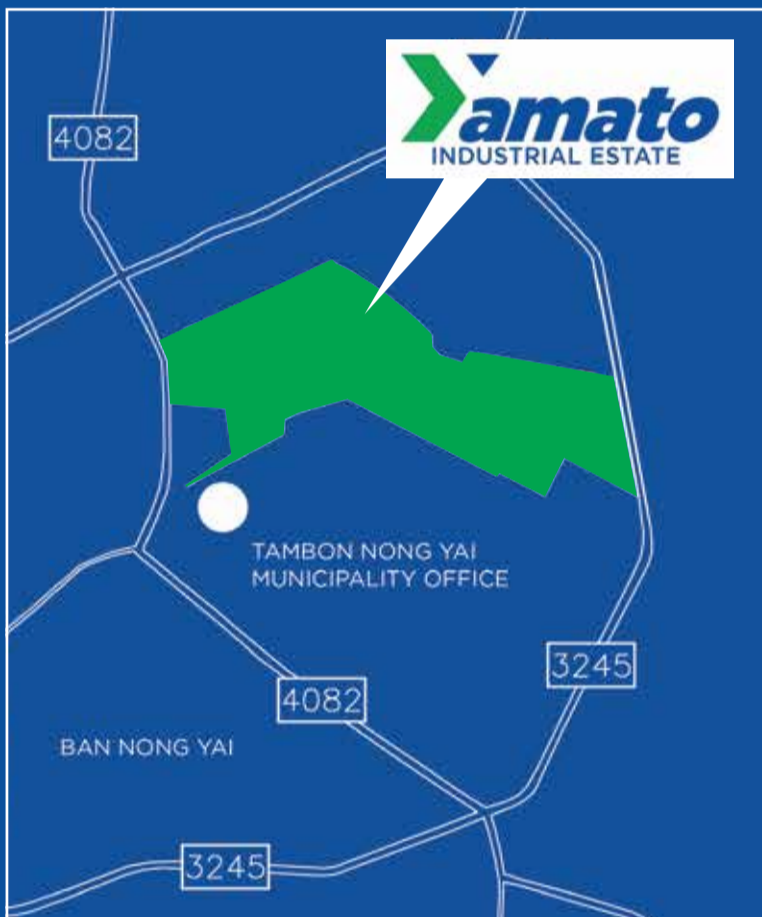 4082
Yamato
INDUSTRIAL ESTATE
TAMBON NONG YAI
MUNICIPALITY OFFICE
3245
4082
BAN NONG YAI
3245